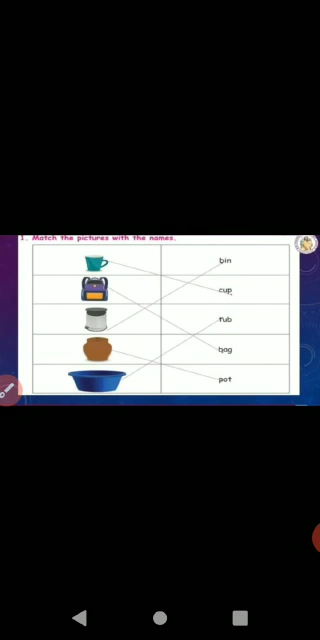 1. Match the pictures with the names.
bin
cup
tub
bag
pot